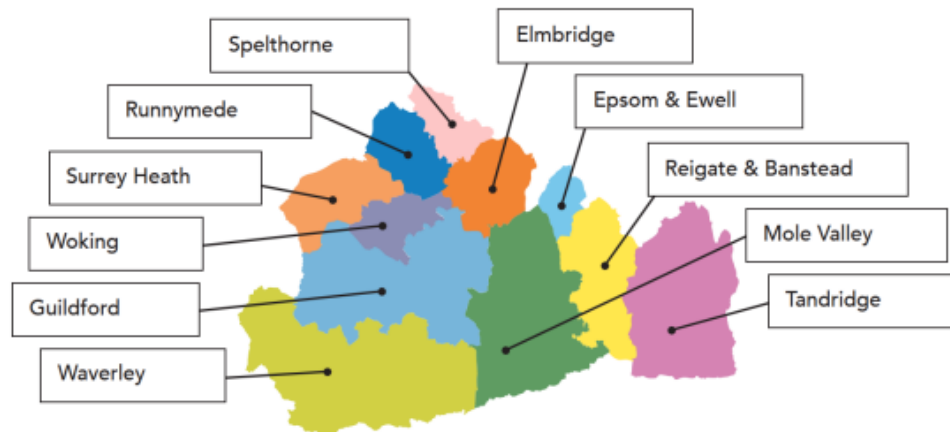 Spelthorne
Elmbridge
Runnymede
Epsom & Ewell
Surrey Heath
Reigate & Banstead
Woking
Mole Valley
Guildford
Tandridge
Waverley